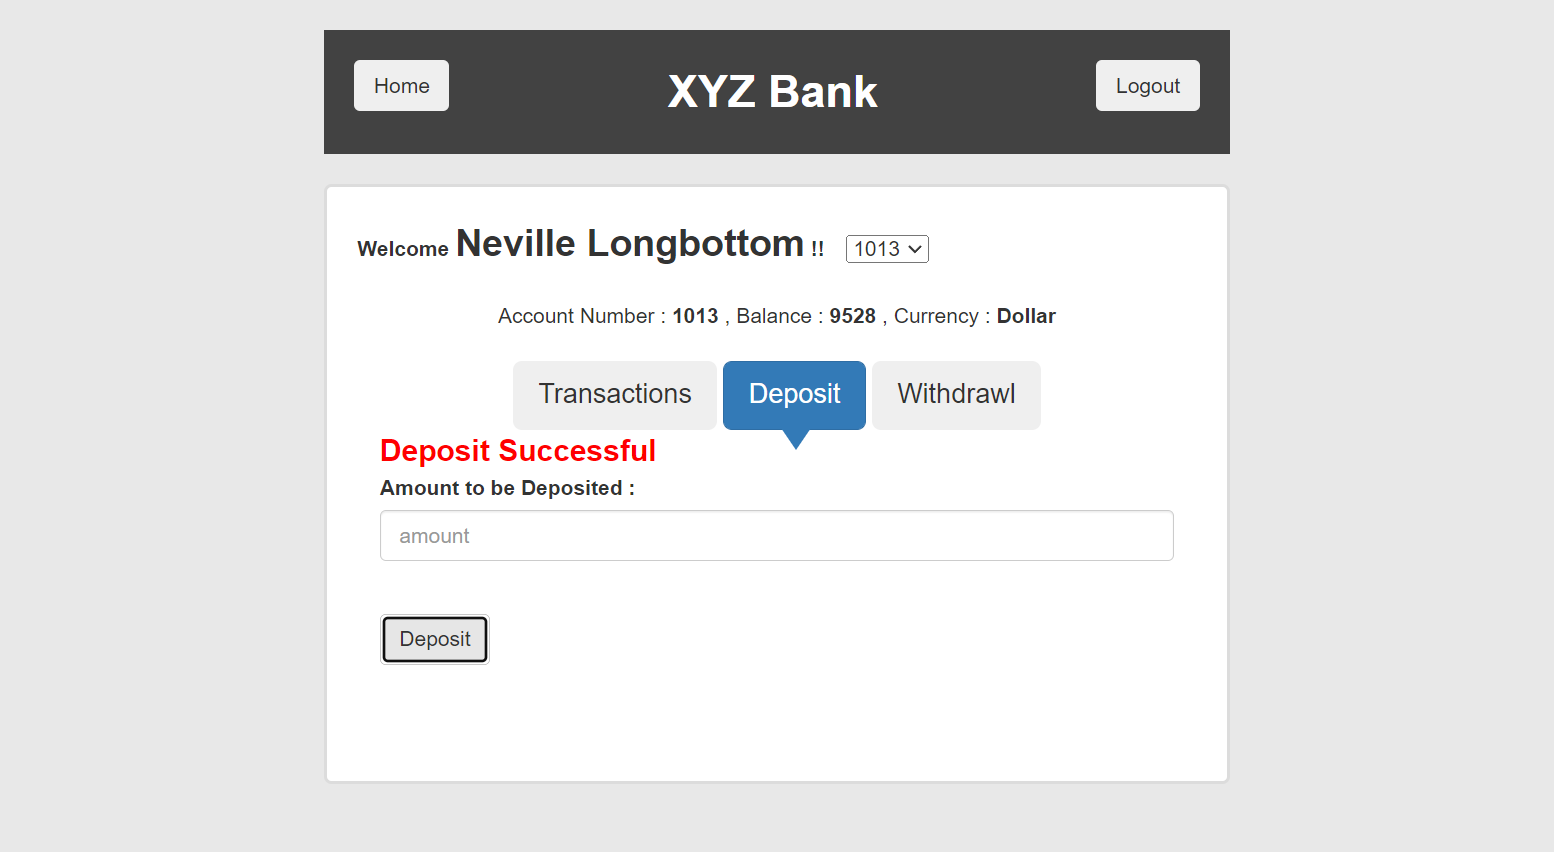 Home
XYZ Bank
Logout
Welcome Neville Longbottom !! 1013
Account Number : 1013 , Balance : 9528 , Currency : Dollar
Transactions
Deposit
Withdrawl
Deposit Successful
Amount to be Deposited :
amount
Deposit